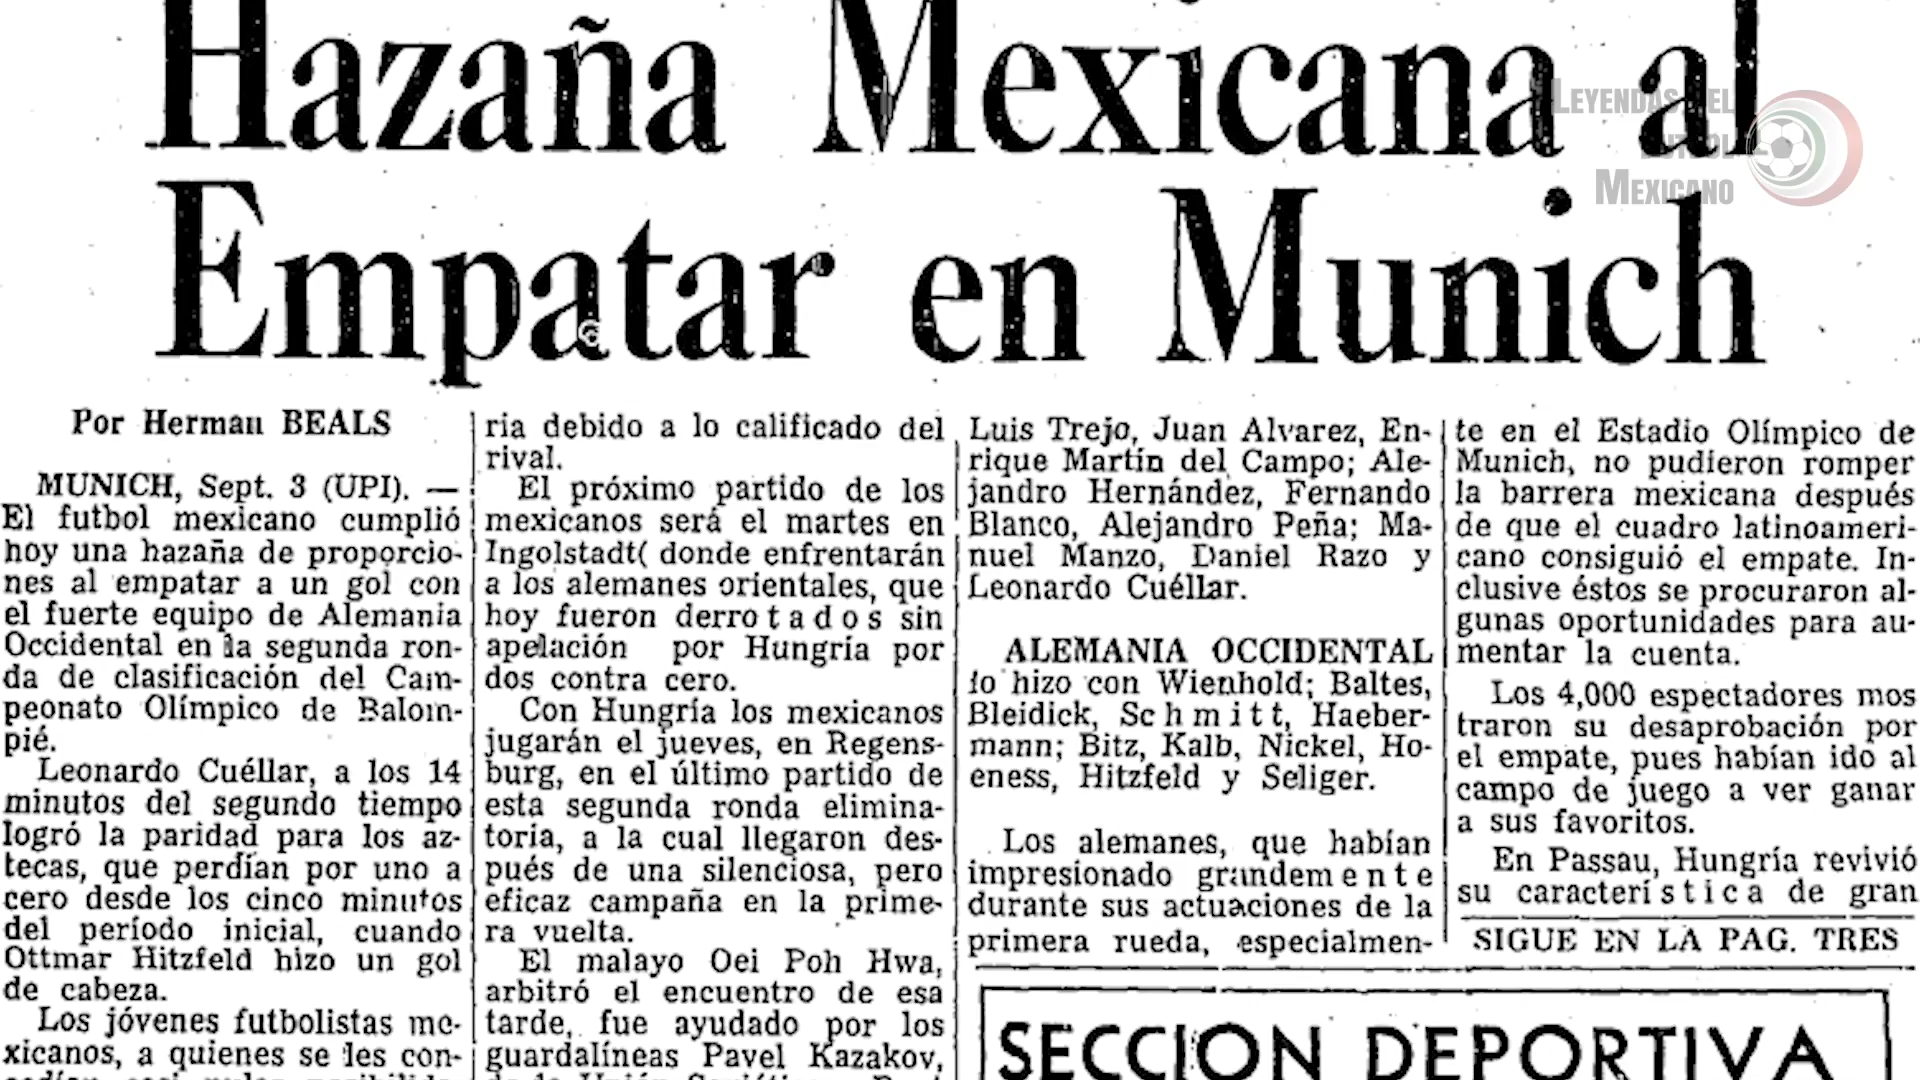 Hazaña Mexicana al
Empatar en Munich
LEYENDAS DEL
FUTBOL
MEXICANO
Por Herman BEALS
MUNICH, Sept. 3 (UPI). —
El futbol mexicano cumplió
hoy una hazaña de proporcio-
nes al empatar a un gol con
el fuerte equipo de Alemania
Occidental en la segunda ron-
da de clasificación del Cam-
peonato Olímpico de Balom-
pié.
Leonardo Cuéllar, a los 14
minutos del segundo tiempo
logró la paridad para los az-
tecas, que perdían por uno a
cero desde los cinco minutos
del período inicial, cuando
Ottmar Hitzfeld hizo un gol
de cabeza.
Los jóvenes futbolistas me-
xicanos, a quienes se les con-
ria debido a lo calificado del
rival.
El próximo partido de los
mexicanos será el martes en
Ingolstadt( donde enfrentarán
a los alemanes orientales, que
hoy fueron derrotados sin
apelación por Hungría por
dos contra cero.
Con Hungría los mexicanos
jugarán el jueves, en Regens-
burg, en el último partido de
esta segunda ronda elimina-
toria, a la cual llegaron des-
pués de una silenciosa, pero
eficaz campaña en la prime-
ra vuelta.
El malayo Oei Poh Hwa,
arbitró el encuentro de esa
tarde, fue ayudado por los
guardalíneas Pavel Kazakov,
Luis Trejo, Juan Alvarez, En-
rique Martín del Campo; Ale-
jandro Hernández, Fernando
Blanco, Alejandro Peña; Ma-
nuel Manzo, Daniel Razo y
Leonardo Cuéllar.
ALEMANIA OCCIDENTAL
lo hizo con Wienhold; Baltes,
Bleidick, Schmitt, Haeber-
mann; Bitz, Kalb, Nickel, Ho-
eness, Hitzfeld y Seliger.
Los alemanes, que habían
impresionado grandemente
durante sus actuaciones de la
primera rueda, especialmen-
te en el Estadio Olímpico de
Munich, no pudieron romper
la barrera mexicana después
de que el cuadro latinoameri-
cano consiguió el empate. In-
clusive éstos se procuraron al-
gunas oportunidades para au-
mentar la cuenta.
Los 4,000 espectadores mos
traron su desaprobación por
el empate, pues habían ido al
campo de juego a ver ganar
a sus favoritos.
En Passau, Hungría revivió
su característica de gran
SIGUE EN LA PAG. TRES
SECCION DEPORTIVA